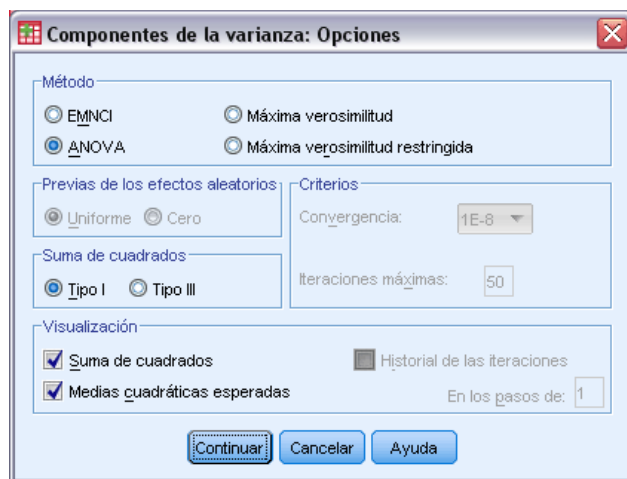 Componentes de la varianza: Opciones
Método
EMNCI
Máxima verosimilitud
ANOVA
Máxima verosimilitud restringida
Previas de los efectos aleatorios
Uniforme
Cero
Criterios
Convergencia:
1E-8
Iteraciones máximas:
50
Suma de cuadrados
Tipo I
Tipo III
Visualización
Suma de cuadrados
Historial de las iteraciones
Medias cuadráticas esperadas
En los pasos de:
1
Continuar
Cancelar
Ayuda